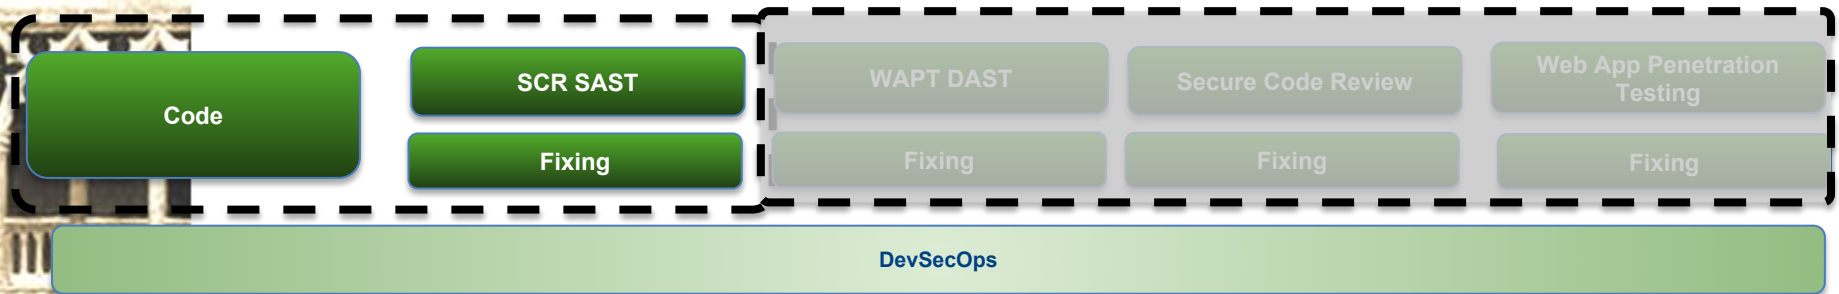 Code
SCR SAST
Fixing
WAPT DAST
Fixing
Secure Code Review
Fixing
Web App Penetration
Testing
Fixing
DevSecOps